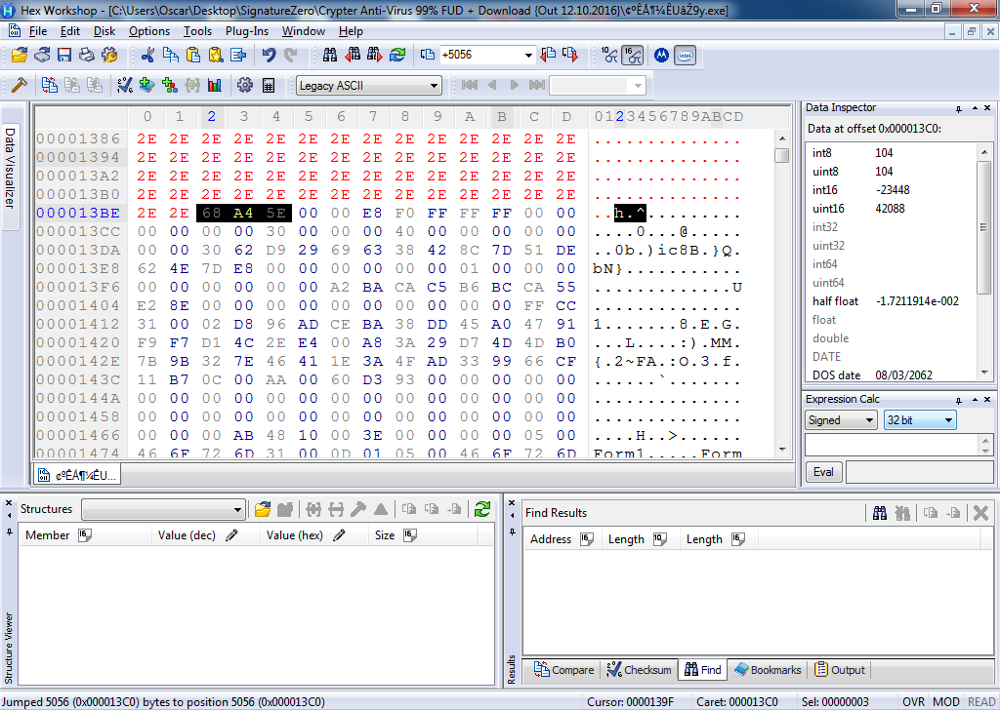 Hex Workshop - [C:\Users\Oscar\Desktop\SignatureZero\Crypter Anti-Virus 99% FUD + Download {Out 12.10.2016}\¢ºÊÂ¶¼ÊUâŽ9y.exe]
File Edit Disk Options Tools Plug-Ins Window Help
+5056
Legacy ASCII
Data Visualizer
0 1 2 3 4 5 6 7 8 9 A B C D 0123456789ABCD
00001386 2E 2E 2E 2E 2E 2E 2E 2E 2E 2E 2E 2E 2E 2E ..............
00001394 2E 2E 2E 2E 2E 2E 2E 2E 2E 2E 2E 2E 2E 2E ..............
000013A2 2E 2E 2E 2E 2E 2E 2E 2E 2E 2E 2E 2E 2E 2E ..............
000013B0 2E 2E 2E 2E 2E 2E 2E 2E 2E 2E 2E 2E 2E 2E ..............
000013BE 2E 2E 68 A4 5E 00 00 E8 F0 FF FF FF 00 00 ..h.^.........
000013CC 00 00 00 00 30 00 00 00 40 00 00 00 00 00 ....0...@.....
000013DA 00 00 30 62 D9 29 69 63 38 42 8C 7D 51 DE ..0b.)ic8B.}Q.
000013E8 62 4E 7D E8 00 00 00 00 00 00 01 00 00 00 bN}...........
000013F6 00 00 00 00 00 00 A2 BA CA C5 B6 BC CA 55 .............U
00001404 E2 8E 00 00 00 00 00 00 00 00 00 00 FF CC ..............
00001412 31 00 02 D8 96 AD CE BA 38 DD 45 A0 47 91 1.......8.E.G.
00001420 F9 F7 D1 4C 2E E4 00 A8 3A 29 D7 4D 4D B0 ...L....:).MM.
0000142E 7B 9B 32 7E 46 41 1E 3A 4F AD 33 99 66 CF {.2~FA.:O.3.f.
0000143C 11 B7 0C 00 AA 00 60 D3 93 00 00 00 00 00 ......`.......
0000144A 00 00 00 00 00 00 00 00 00 00 00 00 00 00 ..............
00001458 00 00 00 00 00 00 00 00 00 00 00 00 00 00 ..............
00001466 00 00 00 AB 48 10 00 3E 00 00 00 00 05 00 ....H..>......
00001474 46 6F 72 6D 31 00 0D 01 05 00 46 6F 72 6D Form1.....Form
¢ºÊÂ¶¼ÊU...
Data Inspector
Data at offset 0x000013C0:
int8 104
uint8 104
int16 -23448
uint16 42088
int32
uint32
int64
uint64
half float -1.7211914e-002
float
double
DATE
DOS date 08/03/2062
Expression Calc
Signed 32 bit
Eval
Structures
Member Value (dec) Value (hex) Size
Structure Viewer
Find Results
Address Length Length
Results
Compare Checksum Find Bookmarks Output
Jumped 5056 (0x000013C0) bytes to position 5056 (0x000013C0) Cursor: 0000139F Caret: 000013C0 Sel: 00000003 OVR MOD READ